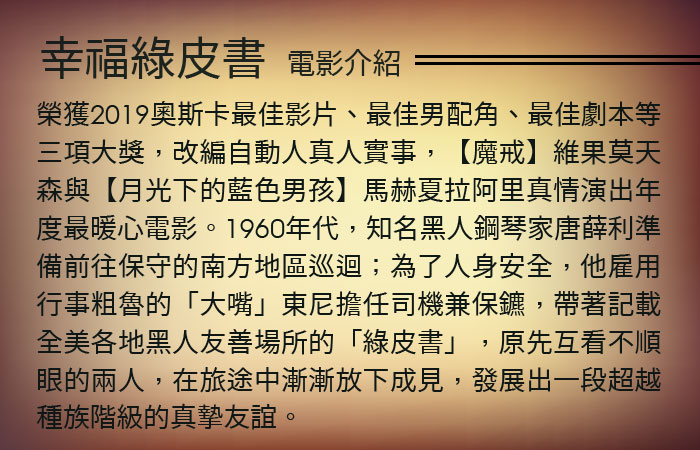 幸福綠皮書 電影介紹
榮獲2019奧斯卡最佳影片、最佳男配角、最佳劇本等
三項大獎，改編自動人真人實事，【魔戒】維果莫天
森與【月光下的藍色男孩】馬赫夏拉阿里真情演出年
度最暖心電影。1960年代，知名黑人鋼琴家唐薛利準
備前往保守的南方地區巡迴；為了人身安全，他雇用
行事粗魯的「大嘴」東尼擔任司機兼保鑣，帶著記載
全美各地黑人友善場所的「綠皮書」，原先互看不順
眼的兩人，在旅途中漸漸放下成見，發展出一段超越
種族階級的真摯友誼。